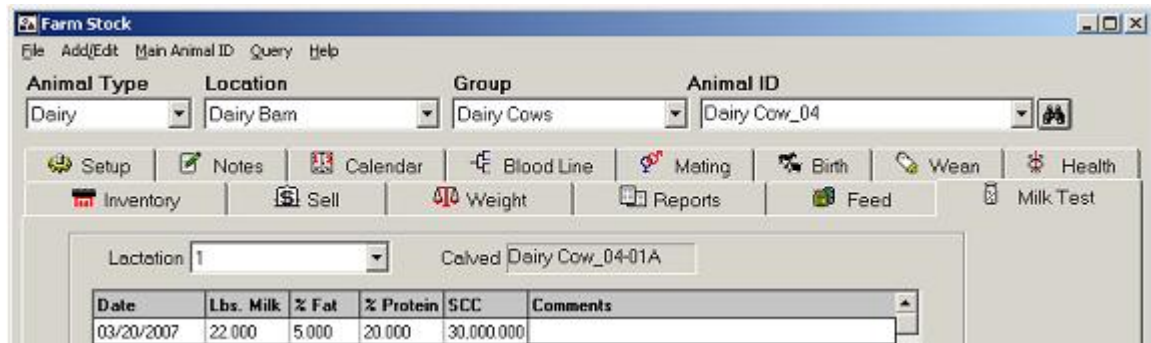 Farm Stock
File Add/Edit Main Animal ID Query Help
Animal Type Location Group Animal ID
Dairy Dairy Barn Dairy Cows Dairy Cow_04
Setup Notes Calendar Blood Line Mating Birth Wean Health
Inventory Sell Weight Reports Feed Milk Test
Lactation 1 Calved Dairy Cow_04-01A
Date Lbs. Milk % Fat % Protein SCC Comments
03/20/2007 22.000 5.000 20.000 30,000.000